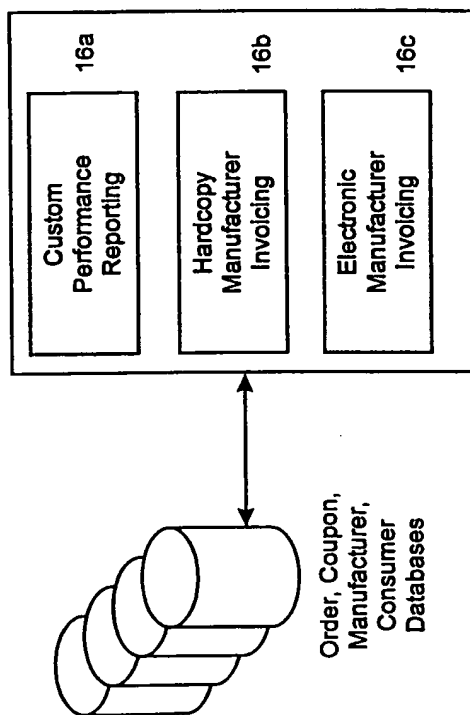 Custom
Performance
Reporting
16a
Hardcopy
Manufacturer
Invoicing
16b
Electronic
Manufacturer
Invoicing
16c
Order, Coupon,
Manufacturer,
Consumer
Databases